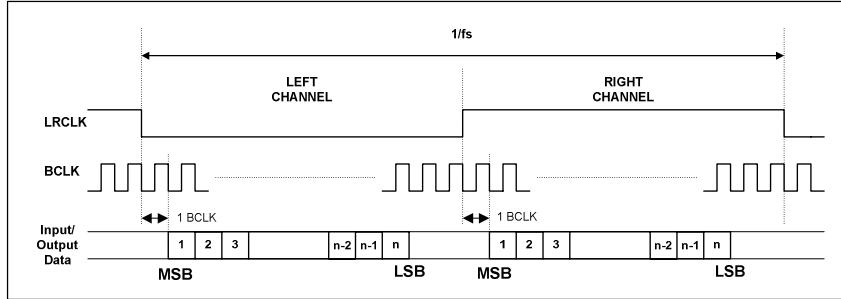 1/fs
LEFT
CHANNEL
RIGHT
CHANNEL
LRCLK
BCLK
1 BCLK
1 BCLK
Input/
Output
Data
1 2 3 n-2 n-1 n 1 2 3 n-2 n-1 n
MSB LSB MSB LSB